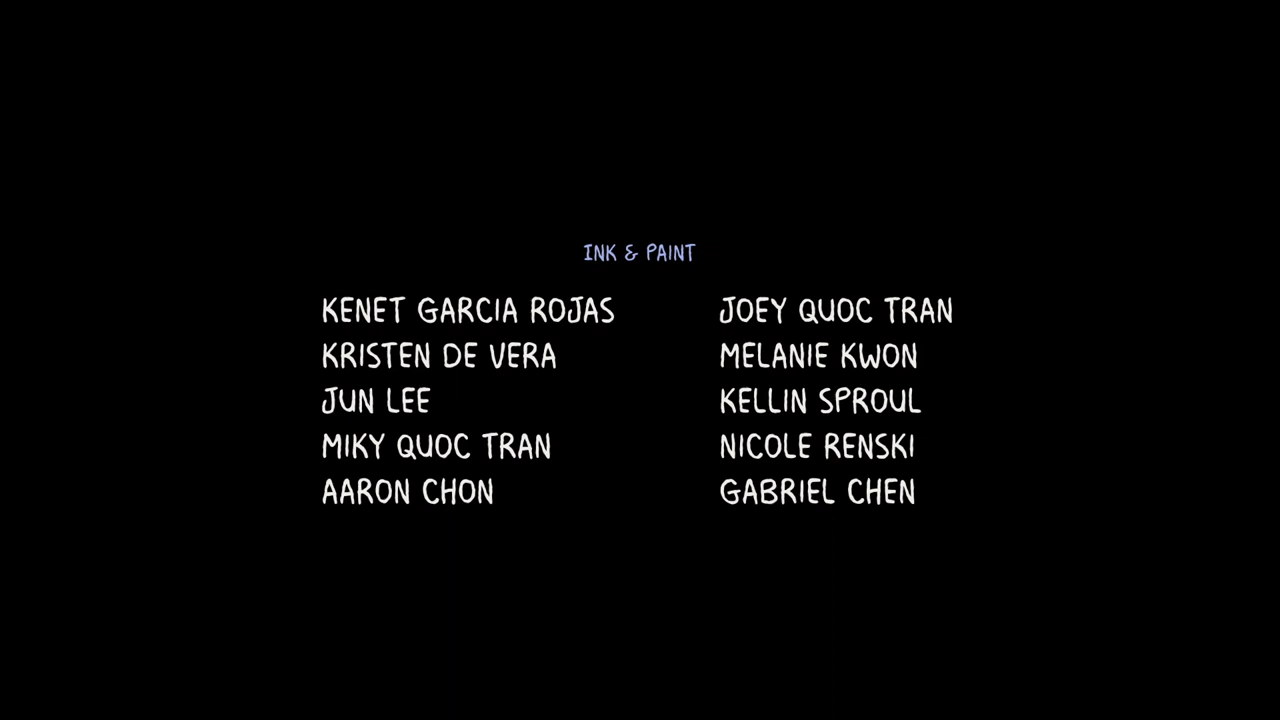 INK & PAINT
KENET GARCIA ROJAS
KRISTEN DE VERA
JUN LEE
MIKY QUOC TRAN
AARON CHON
JOEY QUOC TRAN
MELANIE KWON
KELLIN SPROUL
NICOLE RENSKI
GABRIEL CHEN